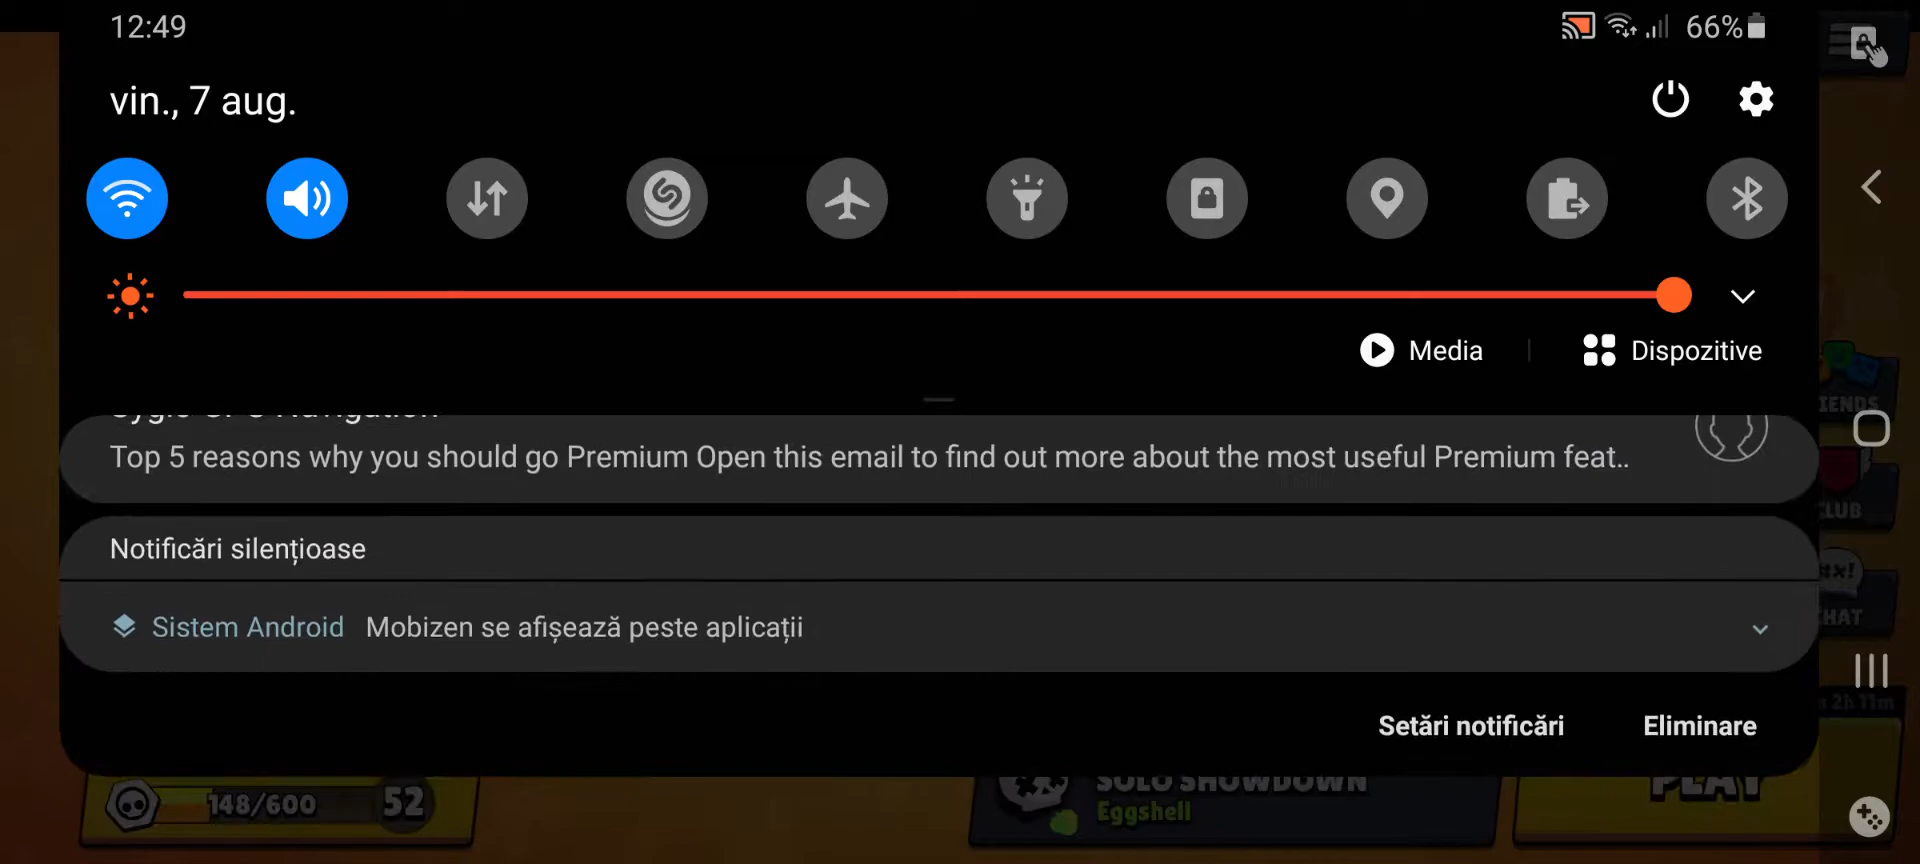 12:49
66%
vin., 7 aug.
Media
Dispozitive
Top 5 reasons why you should go Premium Open this email to find out more about the most useful Premium feat..
Notificări silențioase
Sistem Android Mobizen se afișează peste aplicații
Setări notificări
Eliminare
148/600
52
SOLO SHOWDOWN
Eggshell
PLAY
2h 11m